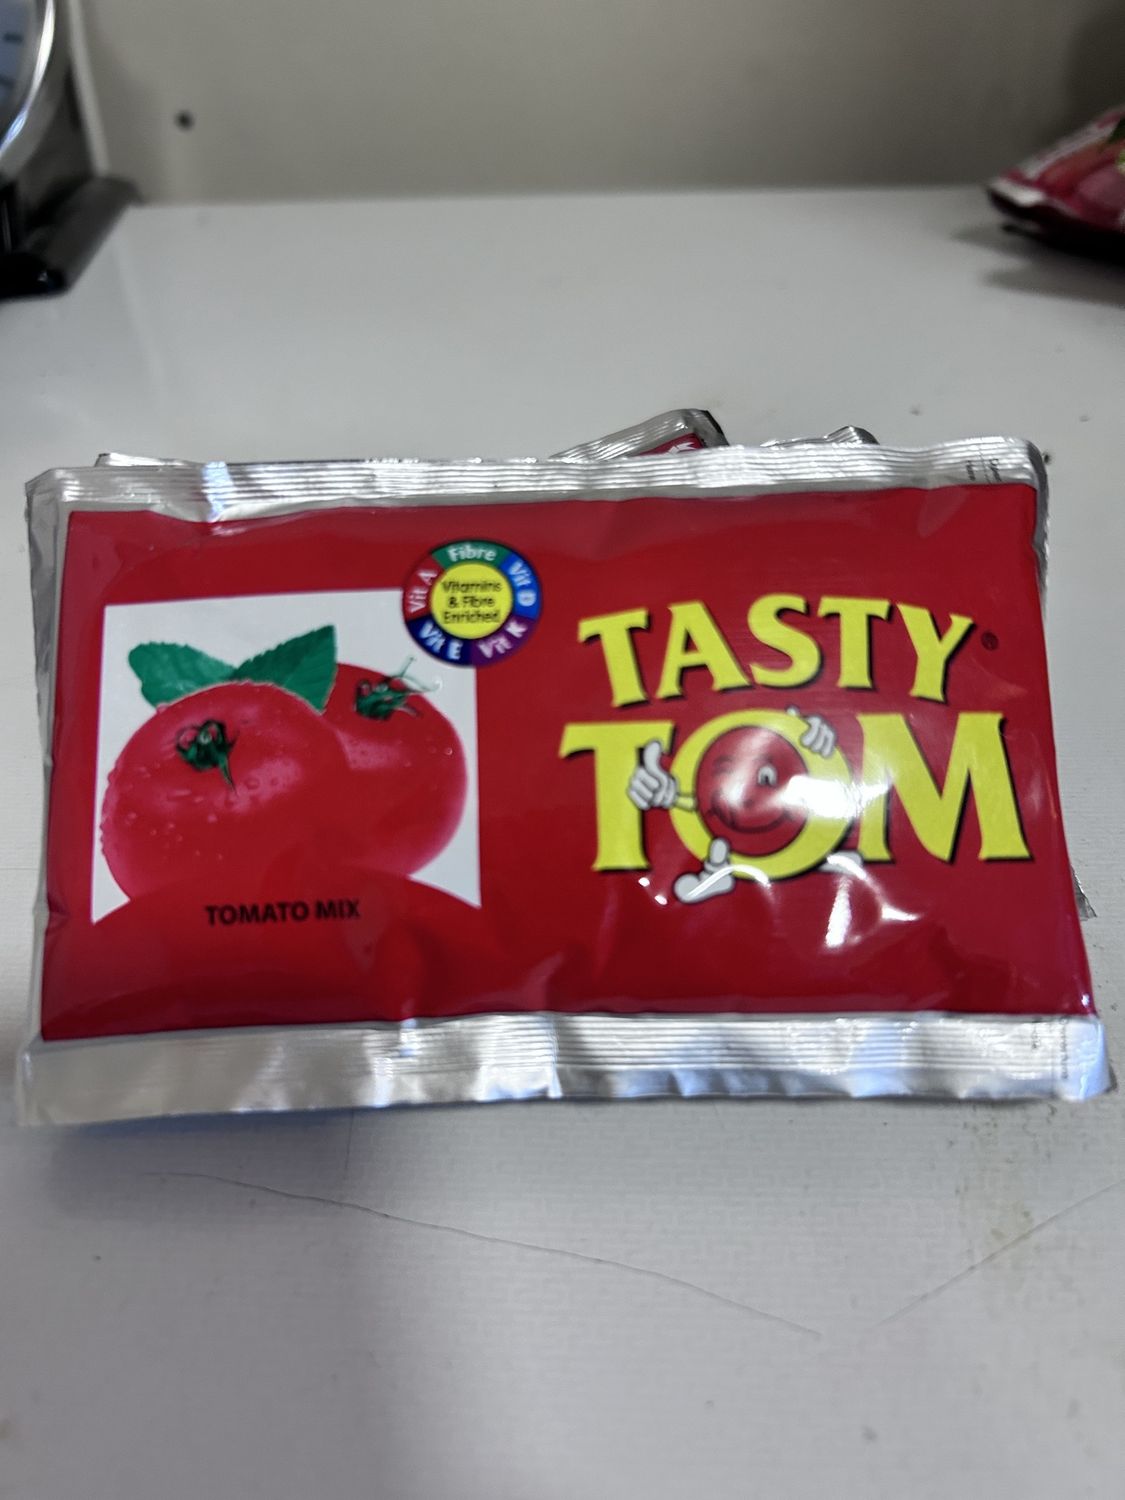 Fibre
Vit A
Vit D
Vitamins
& Fibre
Enriched
Vit E
Vit K
TASTY®
TOM
TOMATO MIX